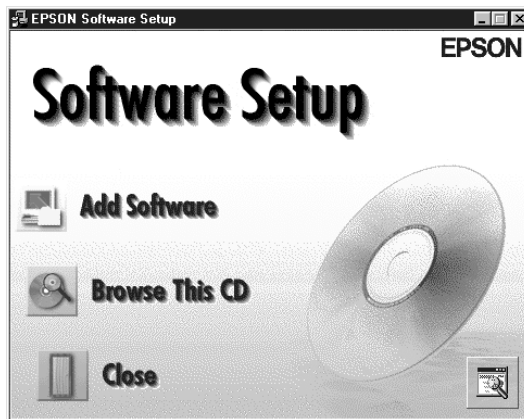 EPSON Software Setup
EPSON
Software Setup
Add Software
Browse This CD
Close